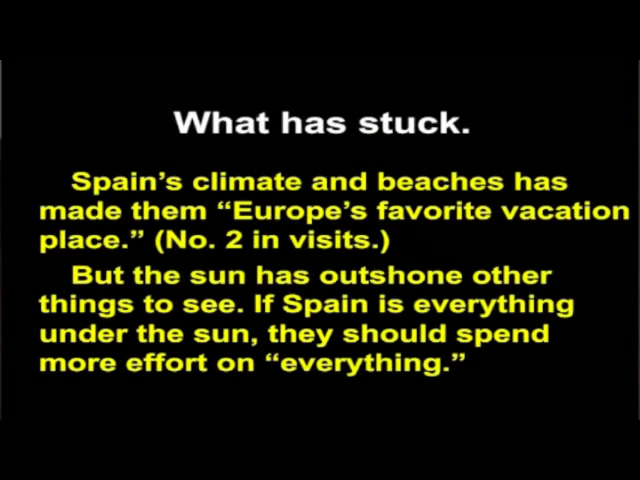 What has stuck.
Spain’s climate and beaches has
made them “Europe’s favorite vacation
place.” (No. 2 in visits.)
But the sun has outshone other
things to see. If Spain is everything
under the sun, they should spend
more effort on “everything.”